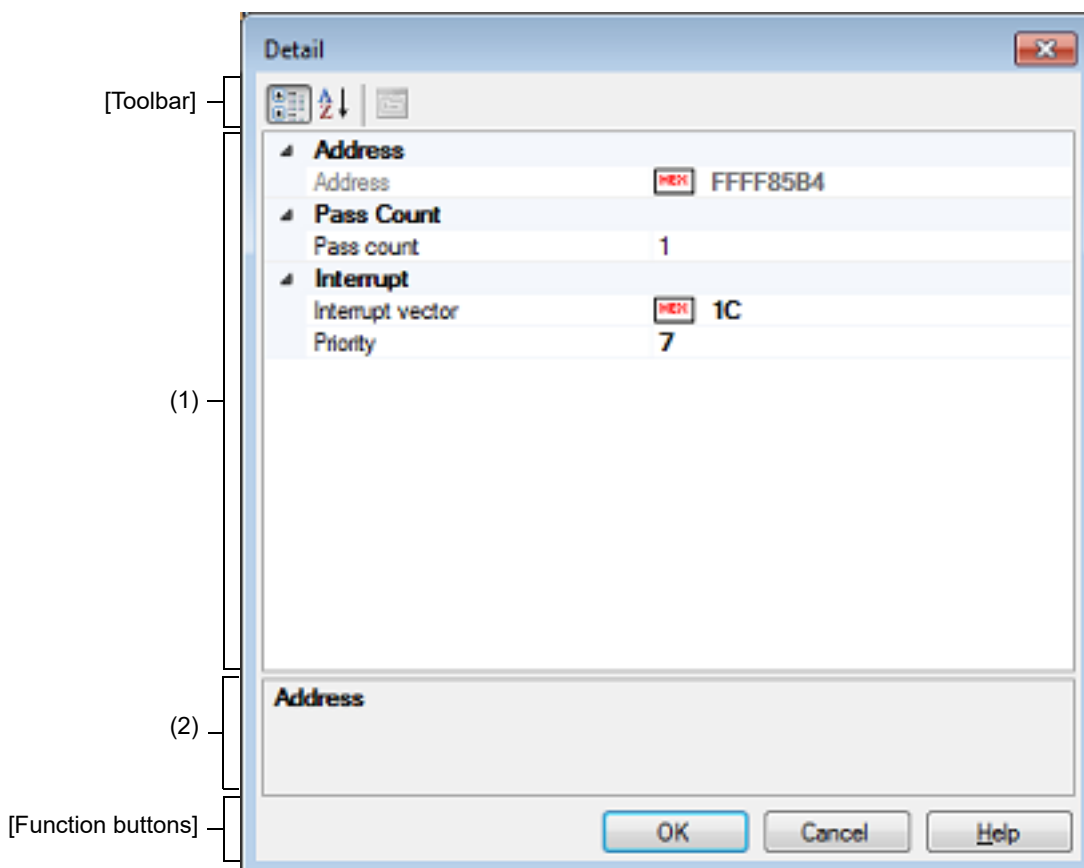 Detail
[Toolbar]
Address
Address HEX FFFF85B4
Pass Count
Pass count 1
Interrupt
Interrupt vector HEX 1C
Priority 7
(1)
Address
(2)
[Function buttons]
OK Cancel Help